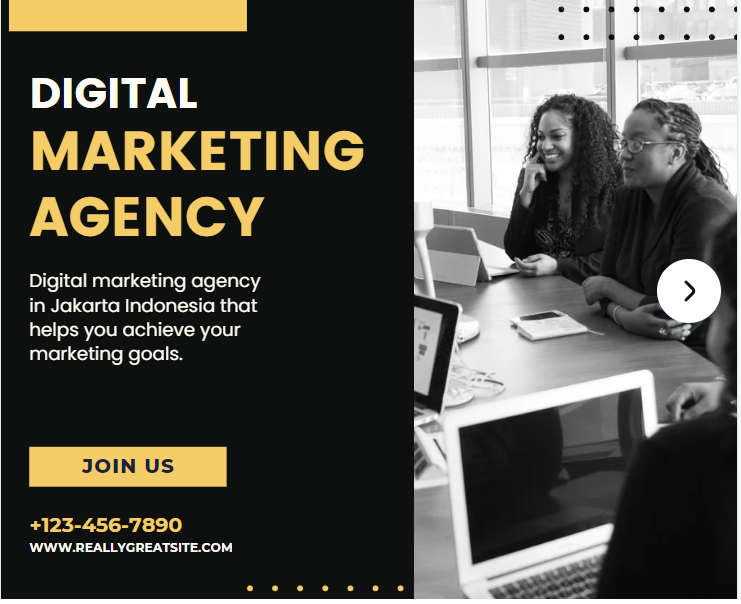 DIGITAL
MARKETING
AGENCY
Digital marketing agency
in Jakarta Indonesia that
helps you achieve your
marketing goals.
JOIN US
+123-456-7890
WWW.REALLYGREATSITE.COM